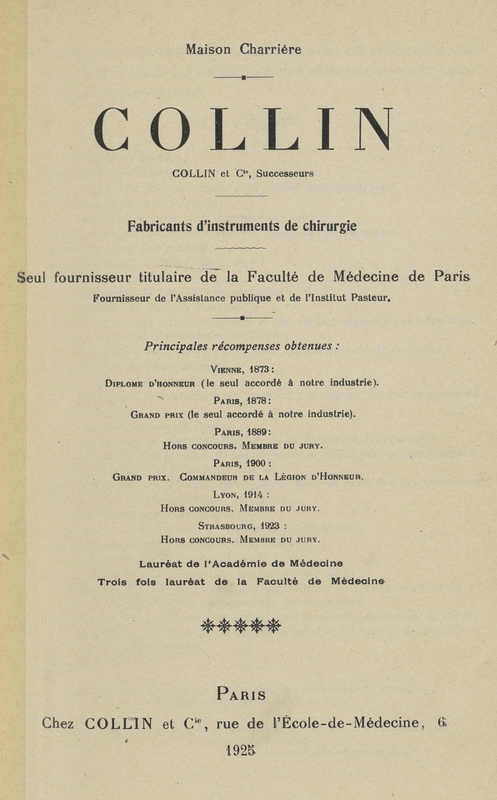 Maison Charrière
COLLIN
COLLIN et Cie, Successeurs
Fabricants d'instruments de chirurgie
Seul fournisseur titulaire de la Faculté de Médecine de Paris
Fournisseur de l'Assistance publique et de l'Institut Pasteur.
Principales récompenses obtenues :
Vienne, 1873 :
Diplome d'honneur (le seul accordé à notre industrie).
Paris, 1878 :
Grand prix (le seul accordé à notre industrie).
Paris, 1889 :
Hors concours. Membre du jury.
Paris, 1900 :
Grand prix. Commandeur de la Légion d'Honneur.
Lyon, 1914 :
Hors concours. Membre du jury.
Strasbourg, 1923 :
Hors concours. Membre du jury.
Lauréat de l'Académie de Médecine
Trois fois lauréat de la Faculté de Médecine
Paris
Chez COLLIN et Cie, rue de l'École-de-Médecine, 6
1925